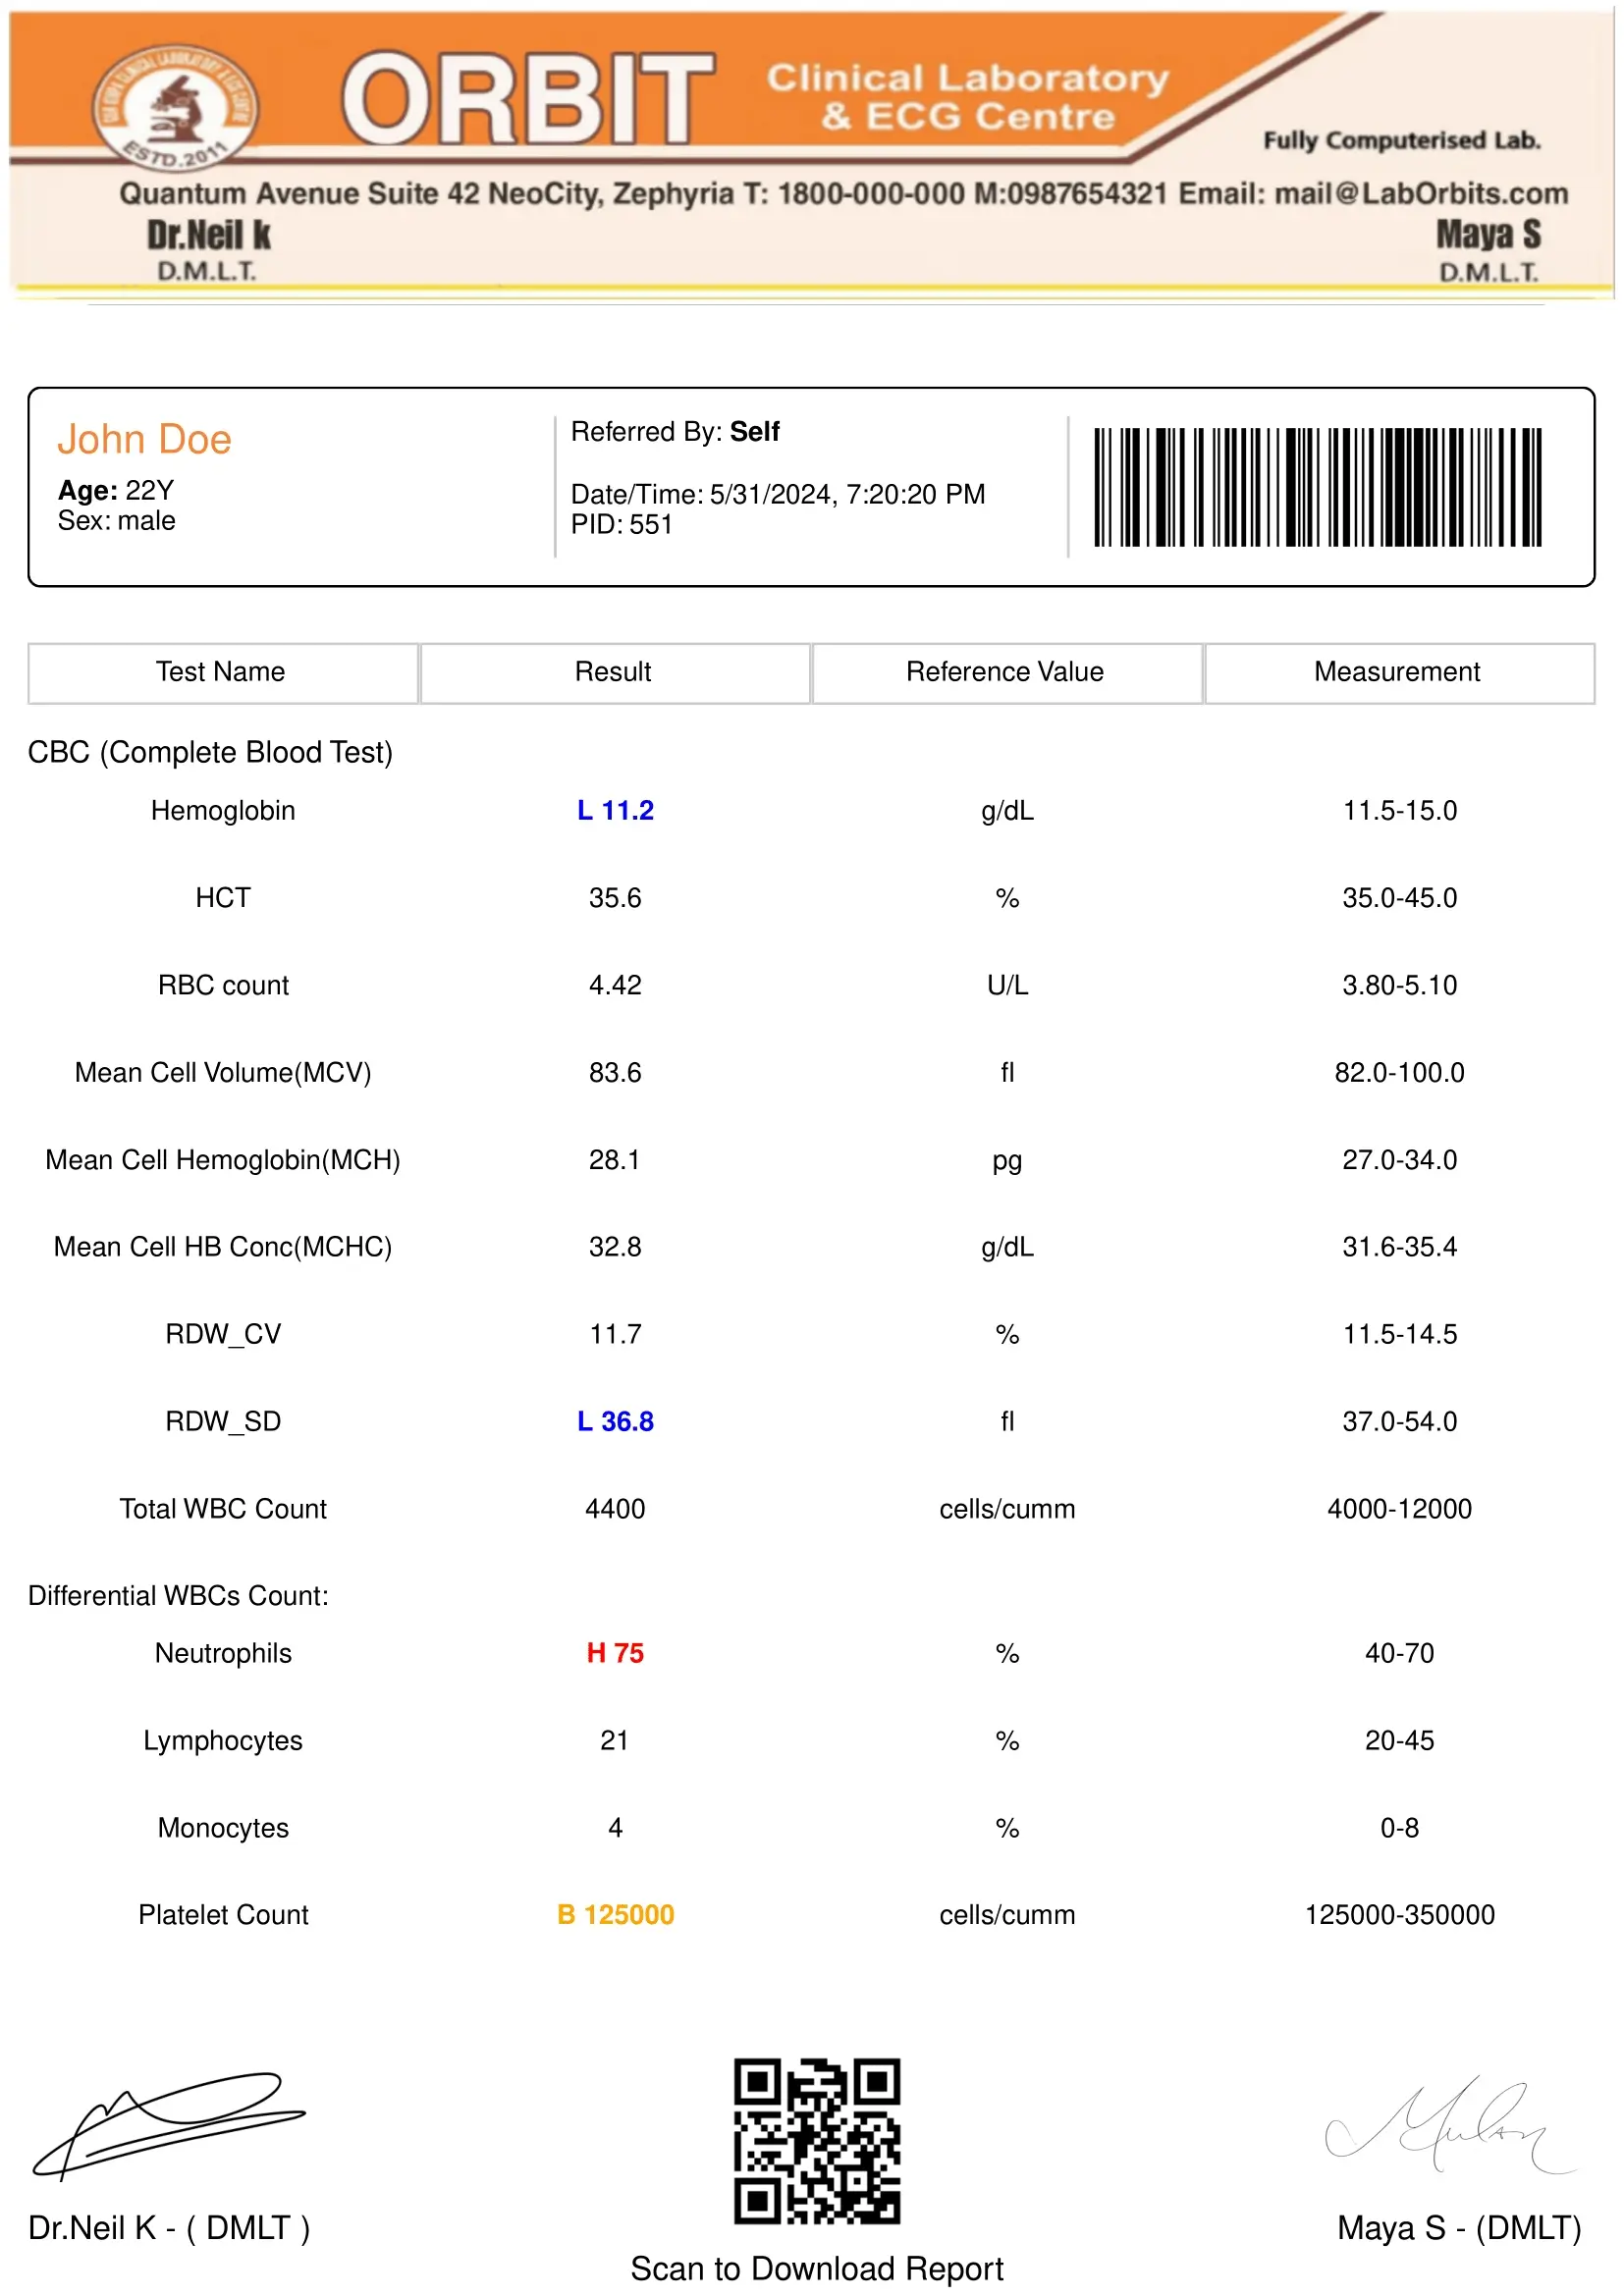 ORBIT
Clinical Laboratory
& ECG Centre
ESTD.2011
Fully Computerised Lab.
Quantum Avenue Suite 42 NeoCity, Zephyria T: 1800-000-000 M:0987654321 Email: mail@LabOrbits.com
Dr.Neil k Maya S
D.M.L.T. D.M.L.T.
John Doe
Age: 22Y
Sex: male
Referred By: Self
Date/Time: 5/31/2024, 7:20:20 PM
PID: 551
Test Name Result Reference Value Measurement
CBC (Complete Blood Test)
Hemoglobin L 11.2 g/dL 11.5-15.0
HCT 35.6 % 35.0-45.0
RBC count 4.42 U/L 3.80-5.10
Mean Cell Volume(MCV) 83.6 fl 82.0-100.0
Mean Cell Hemoglobin(MCH) 28.1 pg 27.0-34.0
Mean Cell HB Conc(MCHC) 32.8 g/dL 31.6-35.4
RDW_CV 11.7 % 11.5-14.5
RDW_SD L 36.8 fl 37.0-54.0
Total WBC Count 4400 cells/cumm 4000-12000
Differential WBCs Count:
Neutrophils H 75 % 40-70
Lymphocytes 21 % 20-45
Monocytes 4 % 0-8
Platelet Count B 125000 cells/cumm 125000-350000
Dr.Neil K - ( DMLT )
Maya S - (DMLT)
Scan to Download Report